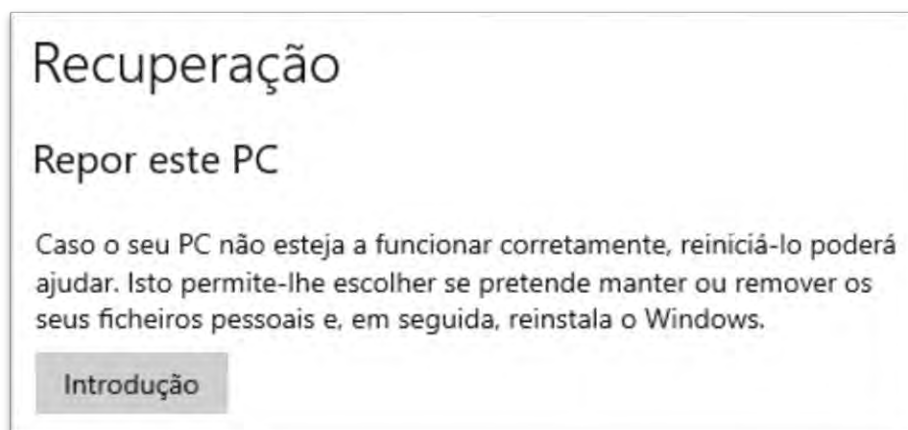 Recuperação
Repor este PC
Caso o seu PC não esteja a funcionar corretamente, reiniciá-lo poderá
ajudar. Isto permite-lhe escolher se pretende manter ou remover os
seus ficheiros pessoais e, em seguida, reinstala o Windows.
Introdução